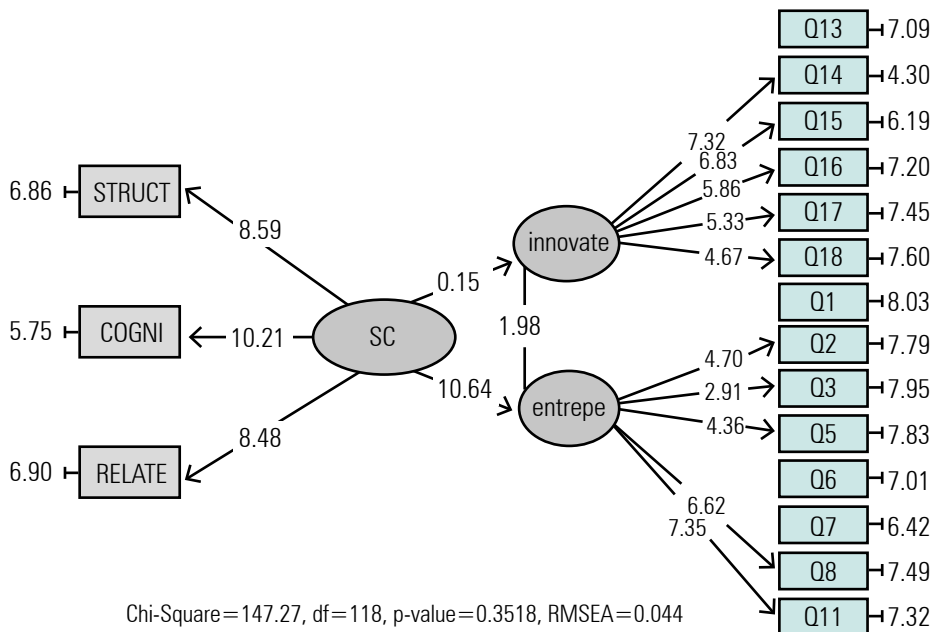 Q13 7.09
Q14 4.30
7.32
Q15 6.19
6.83
Q16 7.20
5.86
6.86 STRUCT
Q17 7.45
5.33
8.59
innovate
4.67
Q18 7.60
0.15
Q1 8.03
5.75 COGNI
10.21
SC
1.98
Q2 7.79
4.70
Q3 7.95
2.91
10.64
entrepe
4.36
Q5 7.83
8.48
6.90 RELATE
Q6 7.01
6.62
7.35
Q7 6.42
Q8 7.49
Chi-Square=147.27, df=118, p-value=0.3518, RMSEA=0.044
Q11 7.32